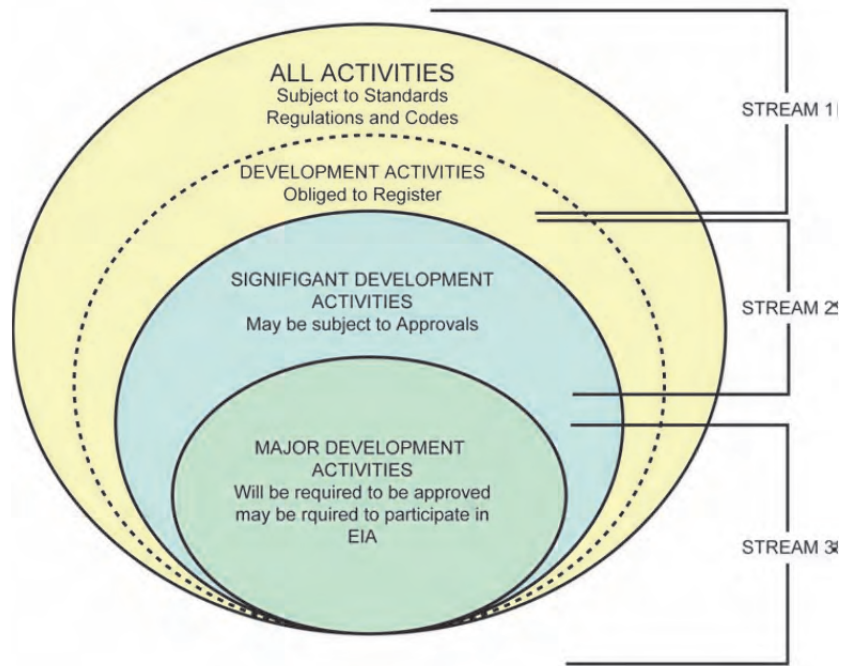 ALL ACTIVITIES
Subject to Standards
Regulations and Codes
STREAM 1
DEVELOPMENT ACTIVITIES
Obliged to Register
SIGNIFIGANT DEVELOPMENT
ACTIVITIES
May be subject to Approvals
STREAM 2
MAJOR DEVELOPMENT
ACTIVITIES
Will be required to be approved
may be rquired to participate in
EIA
STREAM 3